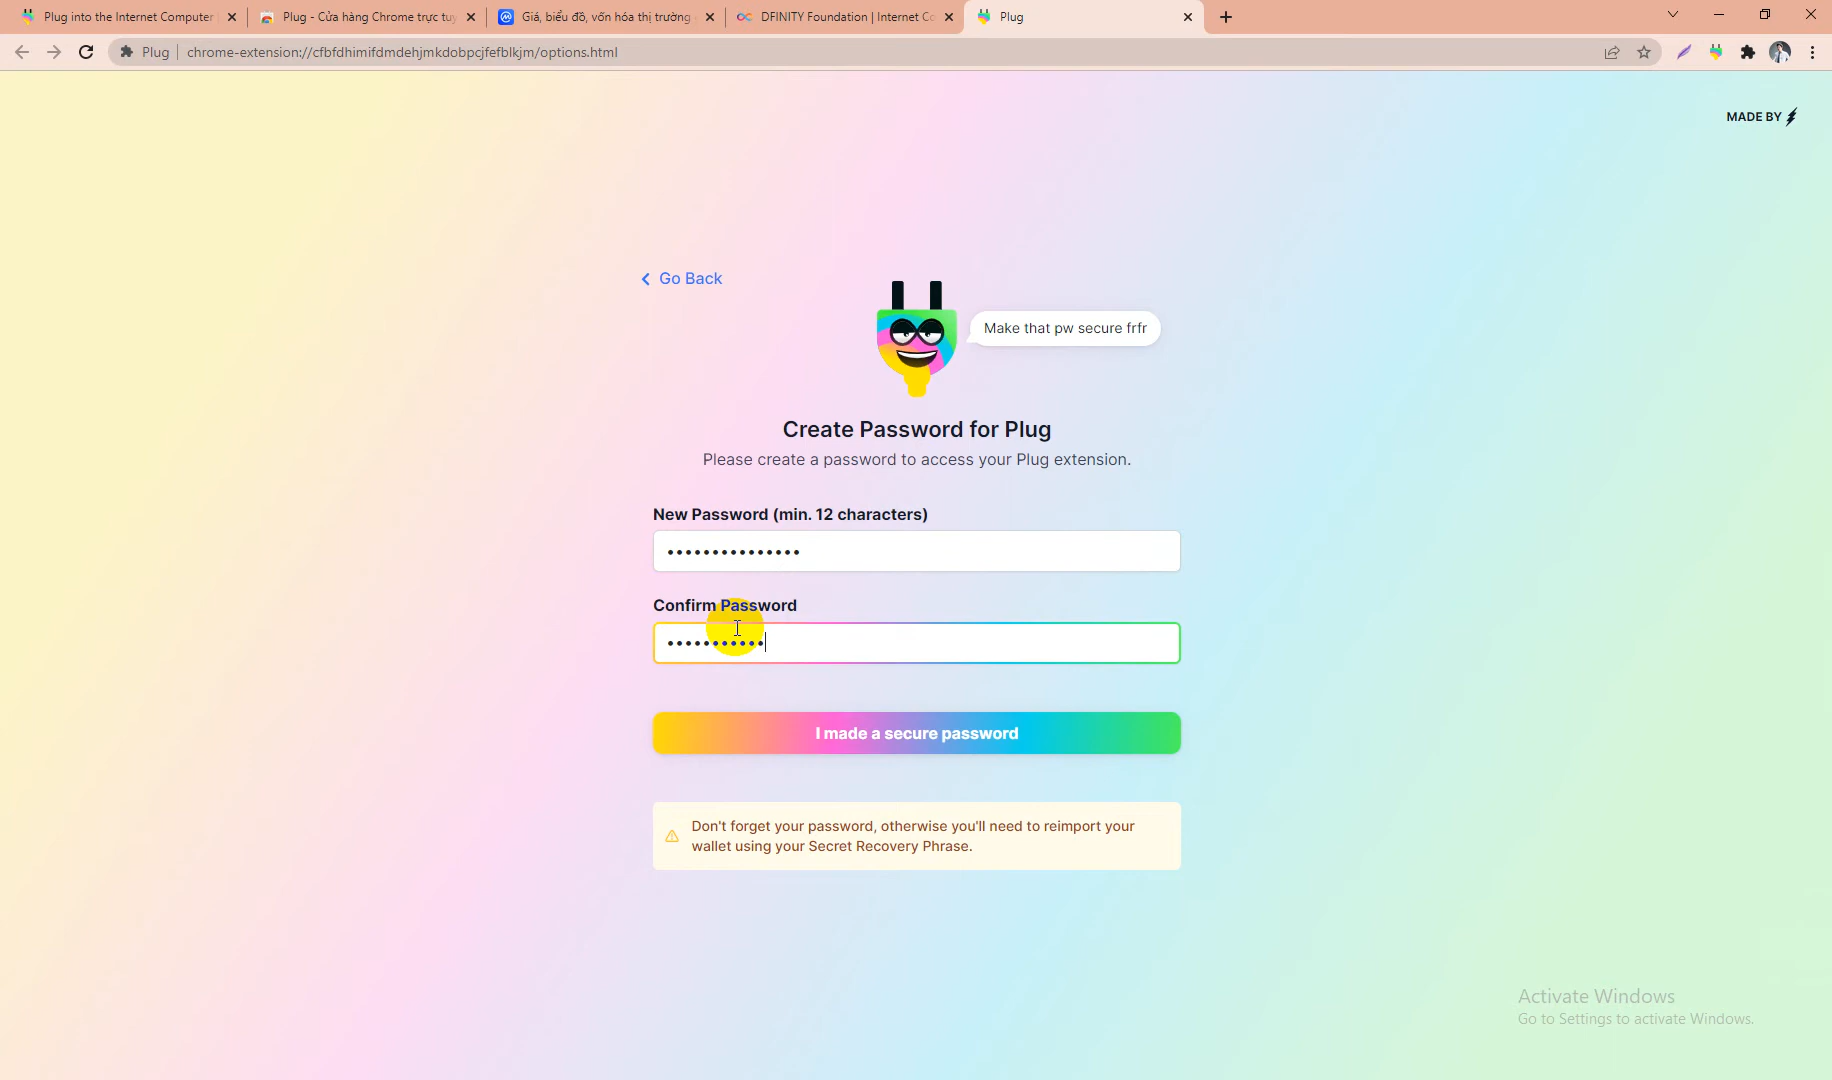 Plug into the Internet Computer
Plug - Cửa hàng Chrome trực tuy
Giá, biểu đồ, vốn hóa thị trường
DFINITY Foundation | Internet Co
Plug
Plug
chrome-extension://cfbfdhimifdmdehjmkdobpcjfefblkjm/options.html
MADE BY
Go Back
Make that pw secure frfr
Create Password for Plug
Please create a password to access your Plug extension.
New Password (min. 12 characters)
•••••••••••••••
Confirm Password
•••••••••••
I made a secure password
Don't forget your password, otherwise you'll need to reimport your
wallet using your Secret Recovery Phrase.
Activate Windows
Go to Settings to activate Windows.